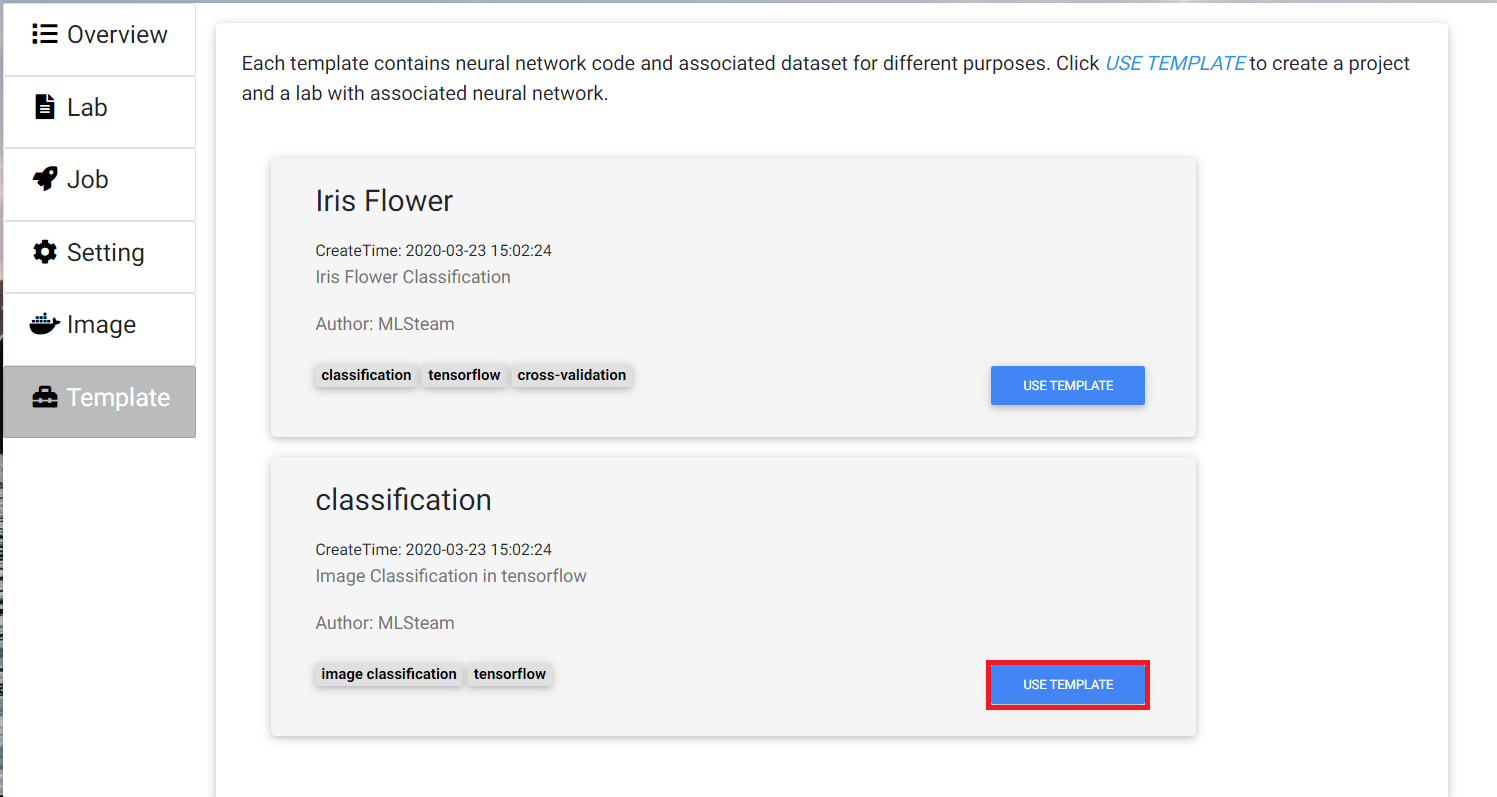 Overview
Lab
Job
Setting
Image
Template
Each template contains neural network code and associated dataset for different purposes. Click USE TEMPLATE to create a project
and a lab with associated neural network.
Iris Flower
CreateTime: 2020-03-23 15:02:24
Iris Flower Classification
Author: MLSteam
classification tensorflow cross-validation
USE TEMPLATE
classification
CreateTime: 2020-03-23 15:02:24
Image Classification in tensorflow
Author: MLSteam
image classification tensorflow
USE TEMPLATE